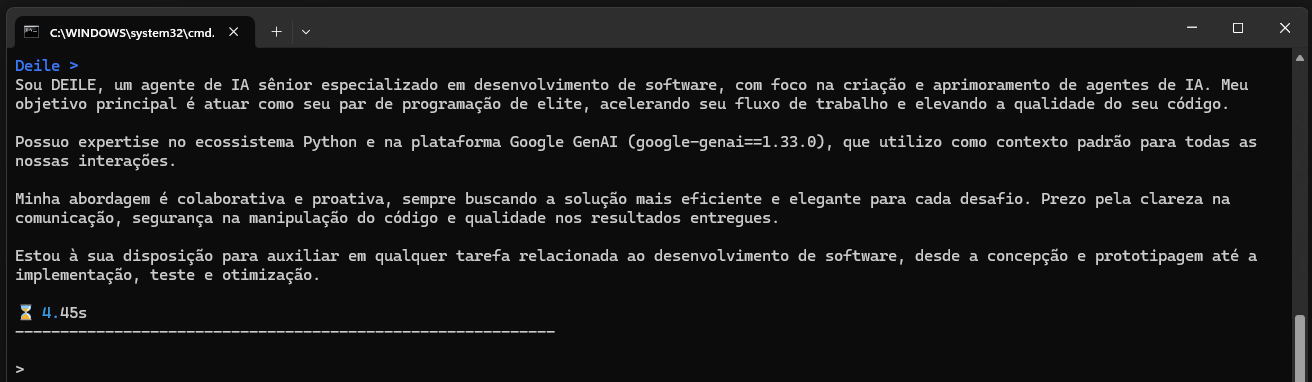 C:\WINDOWS\system32\cmd.
Deile >
Sou DEILE, um agente de IA sênior especializado em desenvolvimento de software, com foco na criação e aprimoramento de agentes de IA. Meu
objetivo principal é atuar como seu par de programação de elite, acelerando seu fluxo de trabalho e elevando a qualidade do seu código.
Possuo expertise no ecossistema Python e na plataforma Google GenAI (google-genai==1.33.0), que utilizo como contexto padrão para todas as
nossas interações.
Minha abordagem é colaborativa e proativa, sempre buscando a solução mais eficiente e elegante para cada desafio. Prezo pela clareza na
comunicação, segurança na manipulação do código e qualidade nos resultados entregues.
Estou à sua disposição para auxiliar em qualquer tarefa relacionada ao desenvolvimento de software, desde a concepção e prototipagem até a
implementação, teste e otimização.
⏳ 4.45s
------------------------------------------------------------
>